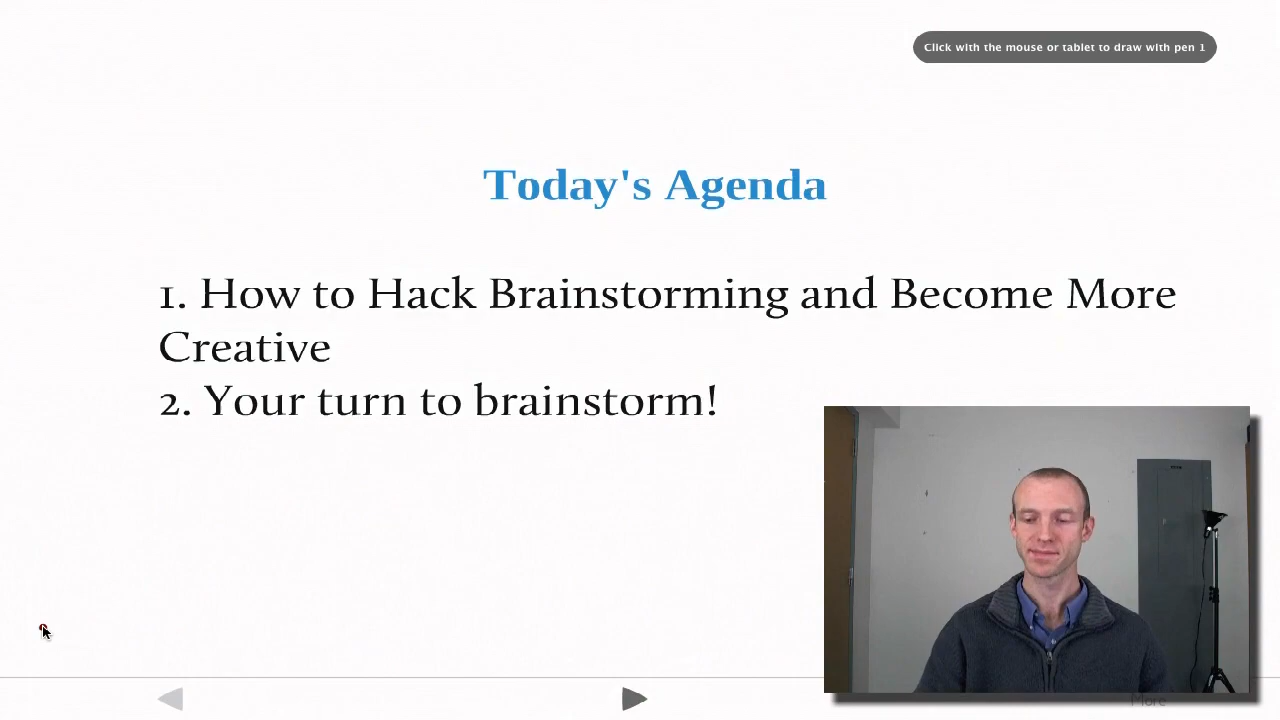 Click with the mouse or tablet to draw with pen 1
Today's Agenda
1. How to Hack Brainstorming and Become More
Creative
2. Your turn to brainstorm!
More